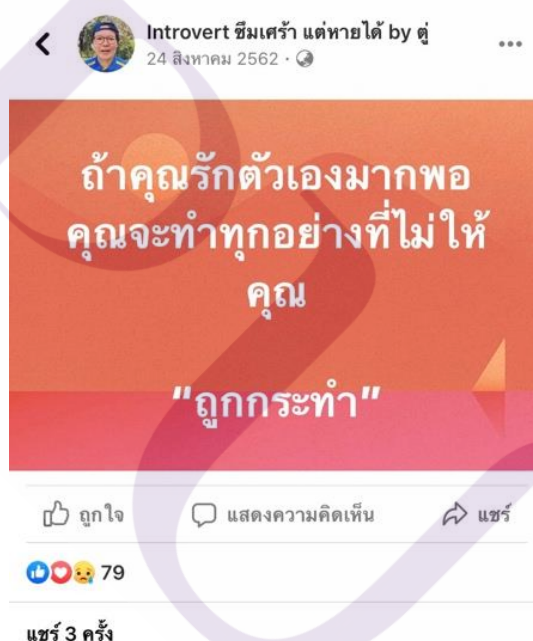 Introvert ซึมเศร้า แต่หายได้ by ตู่
24 สิงหาคม 2562 ·
ถ้าคุณรักตัวเองมากพอ
คุณจะทำทุกอย่างที่ไม่ให้
คุณ
"ถูกกระทำ"
ถูกใจ
แสดงความคิดเห็น
แชร์
79
แชร์ 3 ครั้ง